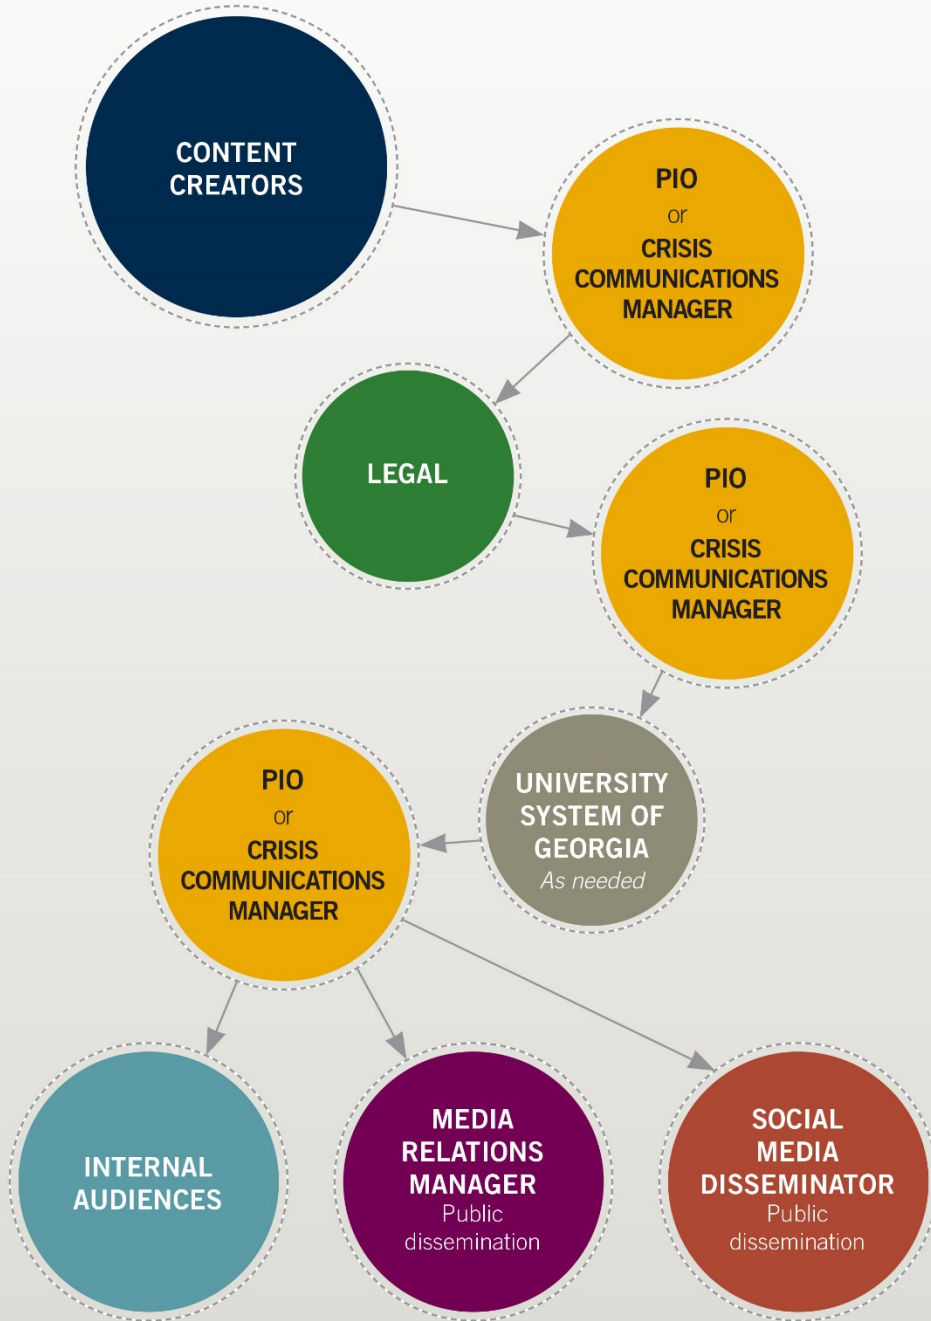 CONTENT
CREATORS
PIO
or
CRISIS
COMMUNICATIONS
MANAGER
LEGAL
PIO
or
CRISIS
COMMUNICATIONS
MANAGER
UNIVERSITY
SYSTEM OF
GEORGIA
As needed
PIO
or
CRISIS
COMMUNICATIONS
MANAGER
INTERNAL
AUDIENCES
MEDIA
RELATIONS
MANAGER
Public
dissemination
SOCIAL
MEDIA
DISSEMINATOR
Public
dissemination